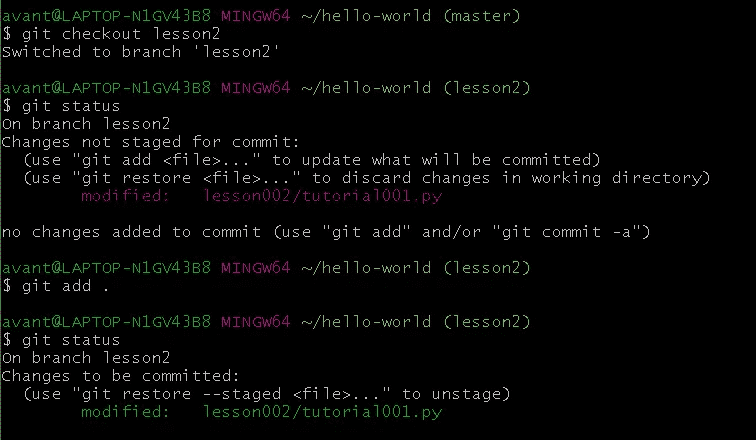 avant@LAPTOP-N1GV43B8 MINGW64 ~/hello-world (master)
$ git checkout lesson2
Switched to branch 'lesson2'
avant@LAPTOP-N1GV43B8 MINGW64 ~/hello-world (lesson2)
$ git status
On branch lesson2
Changes not staged for commit:
  (use "git add <file>..." to update what will be committed)
  (use "git restore <file>..." to discard changes in working directory)
        modified:   lesson002/tutorial001.py
no changes added to commit (use "git add" and/or "git commit -a")
avant@LAPTOP-N1GV43B8 MINGW64 ~/hello-world (lesson2)
$ git add .
avant@LAPTOP-N1GV43B8 MINGW64 ~/hello-world (lesson2)
$ git status
On branch lesson2
Changes to be committed:
  (use "git restore --staged <file>..." to unstage)
        modified:   lesson002/tutorial001.py